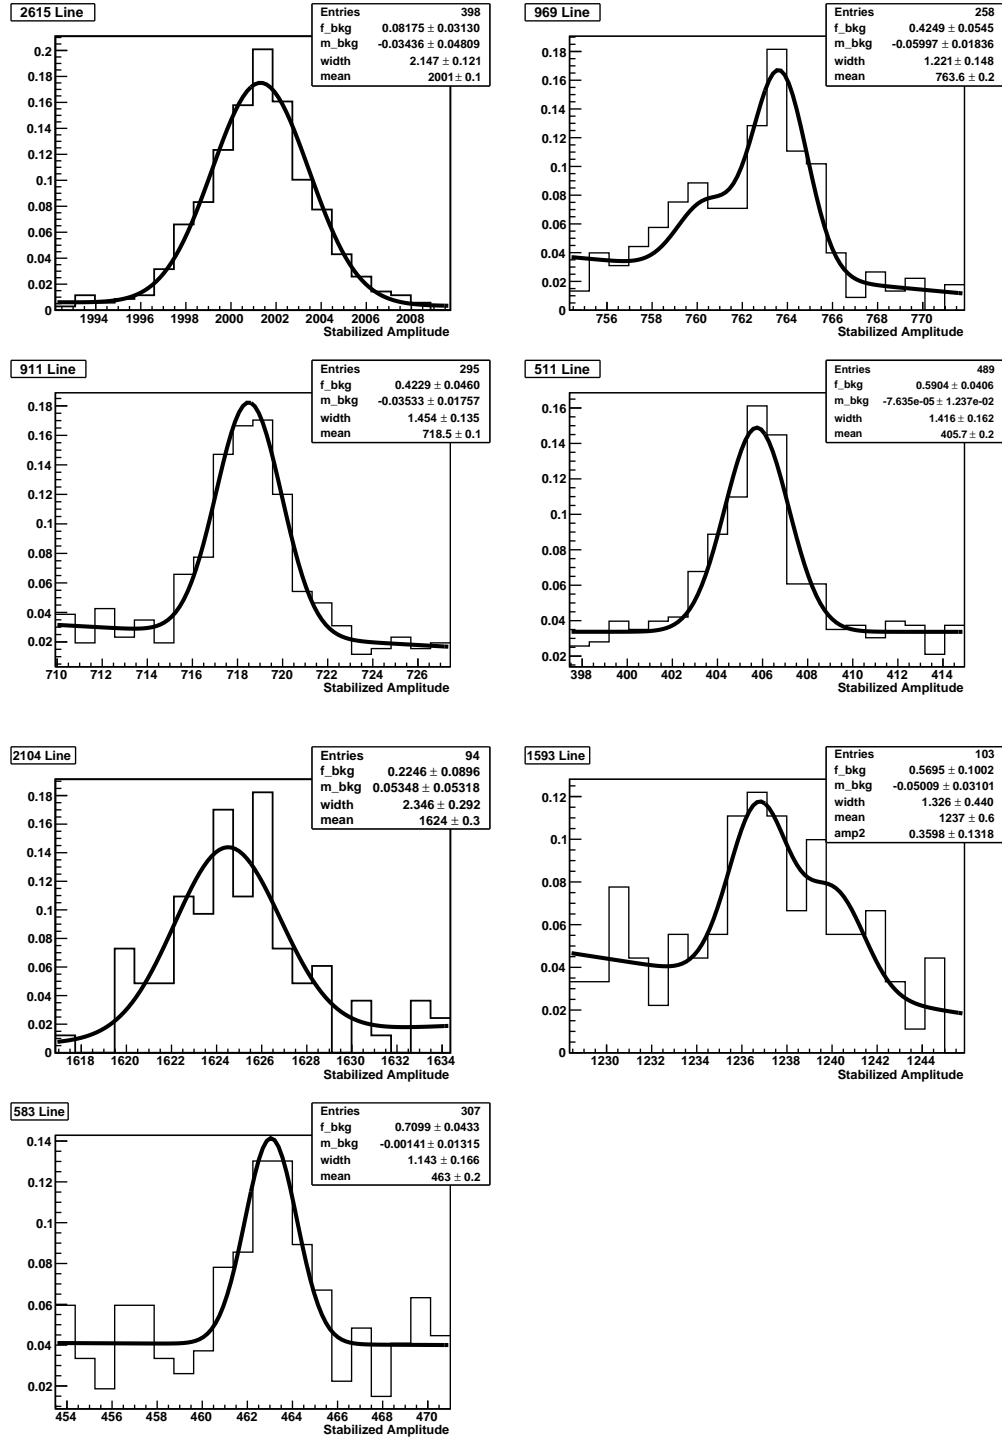 2615 Line
Entries 398
f_bkg 0.08175 ± 0.03130
m_bkg -0.03436 ± 0.04809
width 2.147 ± 0.121
mean 2001 ± 0.1
0.2
0.18
0.16
0.14
0.12
0.1
0.08
0.06
0.04
0.02
0
1994 1996 1998 2000 2002 2004 2006 2008
Stabilized Amplitude
969 Line
Entries 258
f_bkg 0.4249 ± 0.0545
m_bkg -0.05997 ± 0.01836
width 1.221 ± 0.148
mean 763.6 ± 0.2
0.18
0.16
0.14
0.12
0.1
0.08
0.06
0.04
0.02
0
756 758 760 762 764 766 768 770
Stabilized Amplitude
911 Line
Entries 295
f_bkg 0.4229 ± 0.0460
m_bkg -0.03533 ± 0.01757
width 1.454 ± 0.135
mean 718.5 ± 0.1
0.18
0.16
0.14
0.12
0.1
0.08
0.06
0.04
0.02
710 712 714 716 718 720 722 724 726
Stabilized Amplitude
511 Line
Entries 489
f_bkg 0.5904 ± 0.0406
m_bkg -7.635e-05 ± 1.237e-02
width 1.416 ± 0.162
mean 405.7 ± 0.2
0.16
0.14
0.12
0.1
0.08
0.06
0.04
0.02
398 400 402 404 406 408 410 412 414
Stabilized Amplitude
2104 Line
Entries 94
f_bkg 0.2246 ± 0.0896
m_bkg 0.05348 ± 0.05318
width 2.346 ± 0.292
mean 1624 ± 0.3
0.18
0.16
0.14
0.12
0.1
0.08
0.06
0.04
0.02
0
1618 1620 1622 1624 1626 1628 1630 1632 1634
Stabilized Amplitude
1593 Line
Entries 103
f_bkg 0.5695 ± 0.1002
m_bkg -0.05009 ± 0.03101
width 1.326 ± 0.440
mean 1237 ± 0.6
amp2 0.3598 ± 0.1318
0.12
0.1
0.08
0.06
0.04
0.02
0
1230 1232 1234 1236 1238 1240 1242 1244
Stabilized Amplitude
583 Line
Entries 307
f_bkg 0.7099 ± 0.0433
m_bkg -0.00141 ± 0.01315
width 1.143 ± 0.166
mean 463 ± 0.2
0.14
0.12
0.1
0.08
0.06
0.04
0.02
454 456 458 460 462 464 466 468 470
Stabilized Amplitude